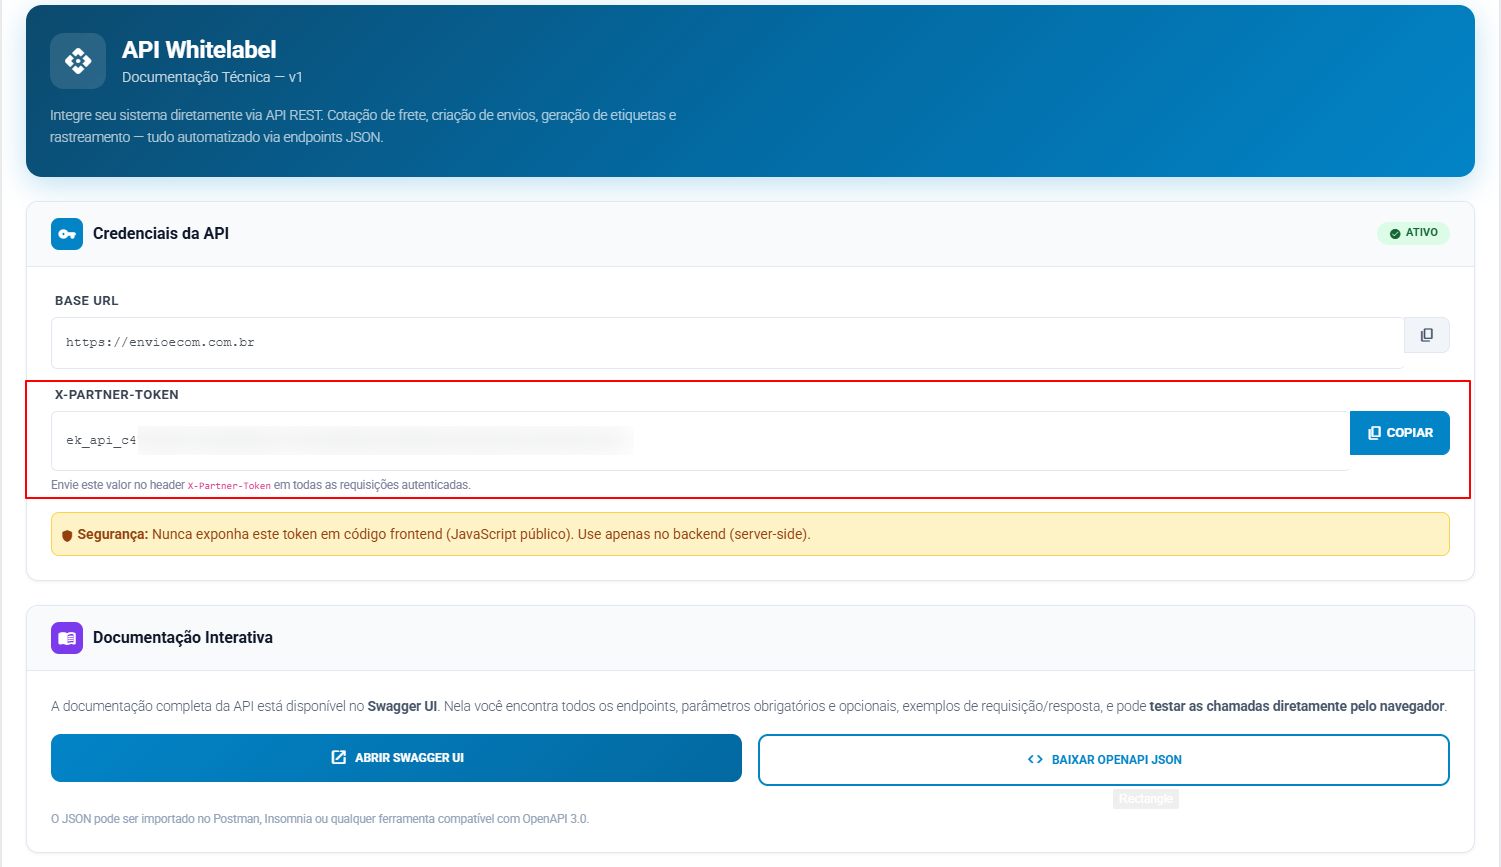 API Whitelabel
Documentação Técnica — v1
Integre seu sistema diretamente via API REST. Cotação de frete, criação de envios, geração de etiquetas e
rastreamento — tudo automatizado via endpoints JSON.
Credenciais da API
ATIVO
BASE URL
https://envioecom.com.br
X-PARTNER-TOKEN
ek_api_c4
COPIAR
Envie este valor no header X-Partner-Token em todas as requisições autenticadas.
Segurança: Nunca exponha este token em código frontend (JavaScript público). Use apenas no backend (server-side).
Documentação Interativa
A documentação completa da API está disponível no Swagger UI. Nela você encontra todos os endpoints, parâmetros obrigatórios e opcionais, exemplos de requisição/resposta, e pode testar as chamadas diretamente pelo navegador.
ABRIR SWAGGER UI
BAIXAR OPENAPI JSON
Rectangle
O JSON pode ser importado no Postman, Insomnia ou qualquer ferramenta compatível com OpenAPI 3.0.